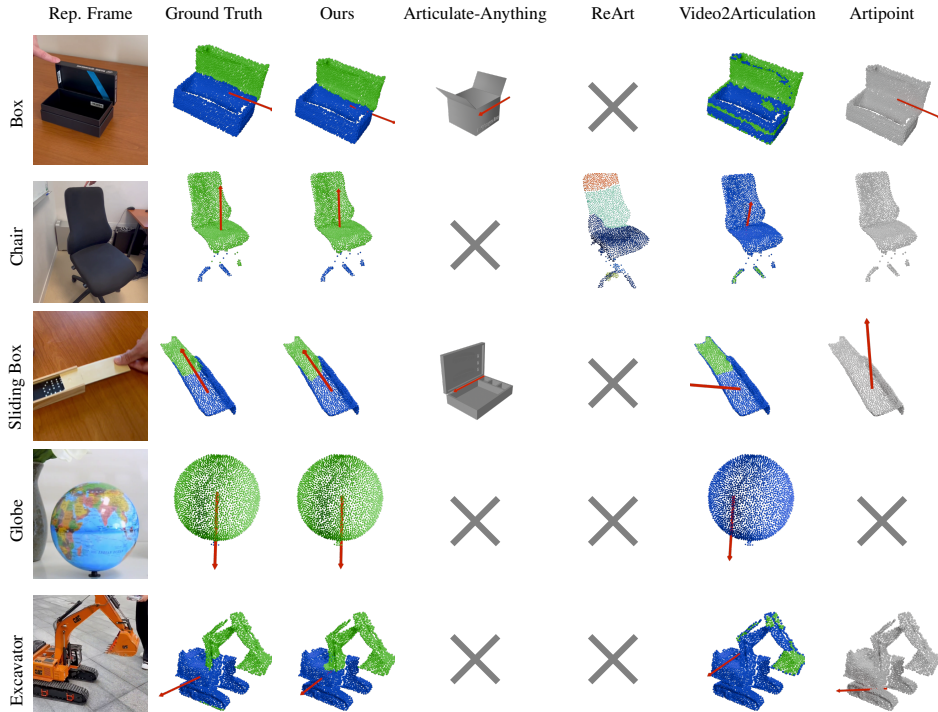 Rep. Frame Ground Truth Ours Articulate-Anything ReArt Video2Articulation Artipoint
Box
Chair
Sliding Box
Globe
Excavator